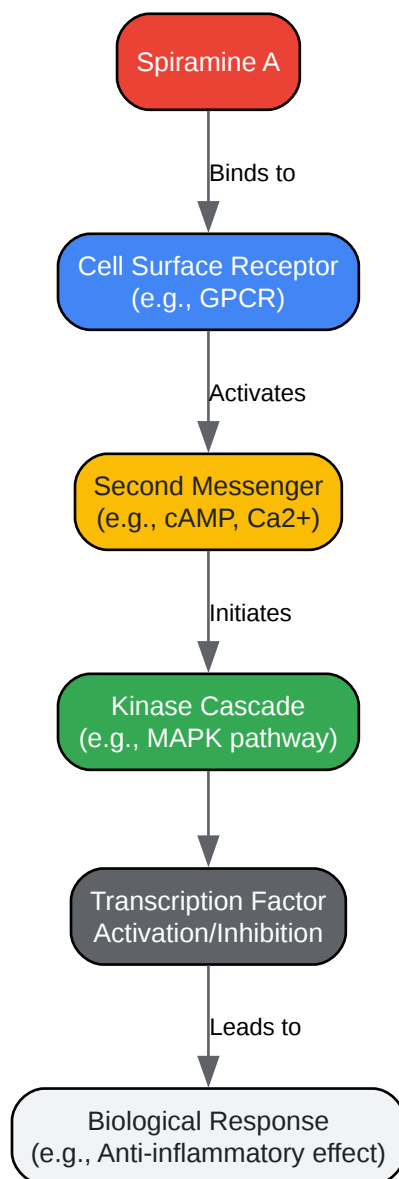 Spiramine A
Binds to
Cell Surface Receptor
(e.g., GPCR)
Activates
Second Messenger
(e.g., cAMP, Ca2+)
Initiates
Kinase Cascade
(e.g., MAPK pathway)
Transcription Factor
Activation/Inhibition
Leads to
Biological Response
(e.g., Anti-inflammatory effect)